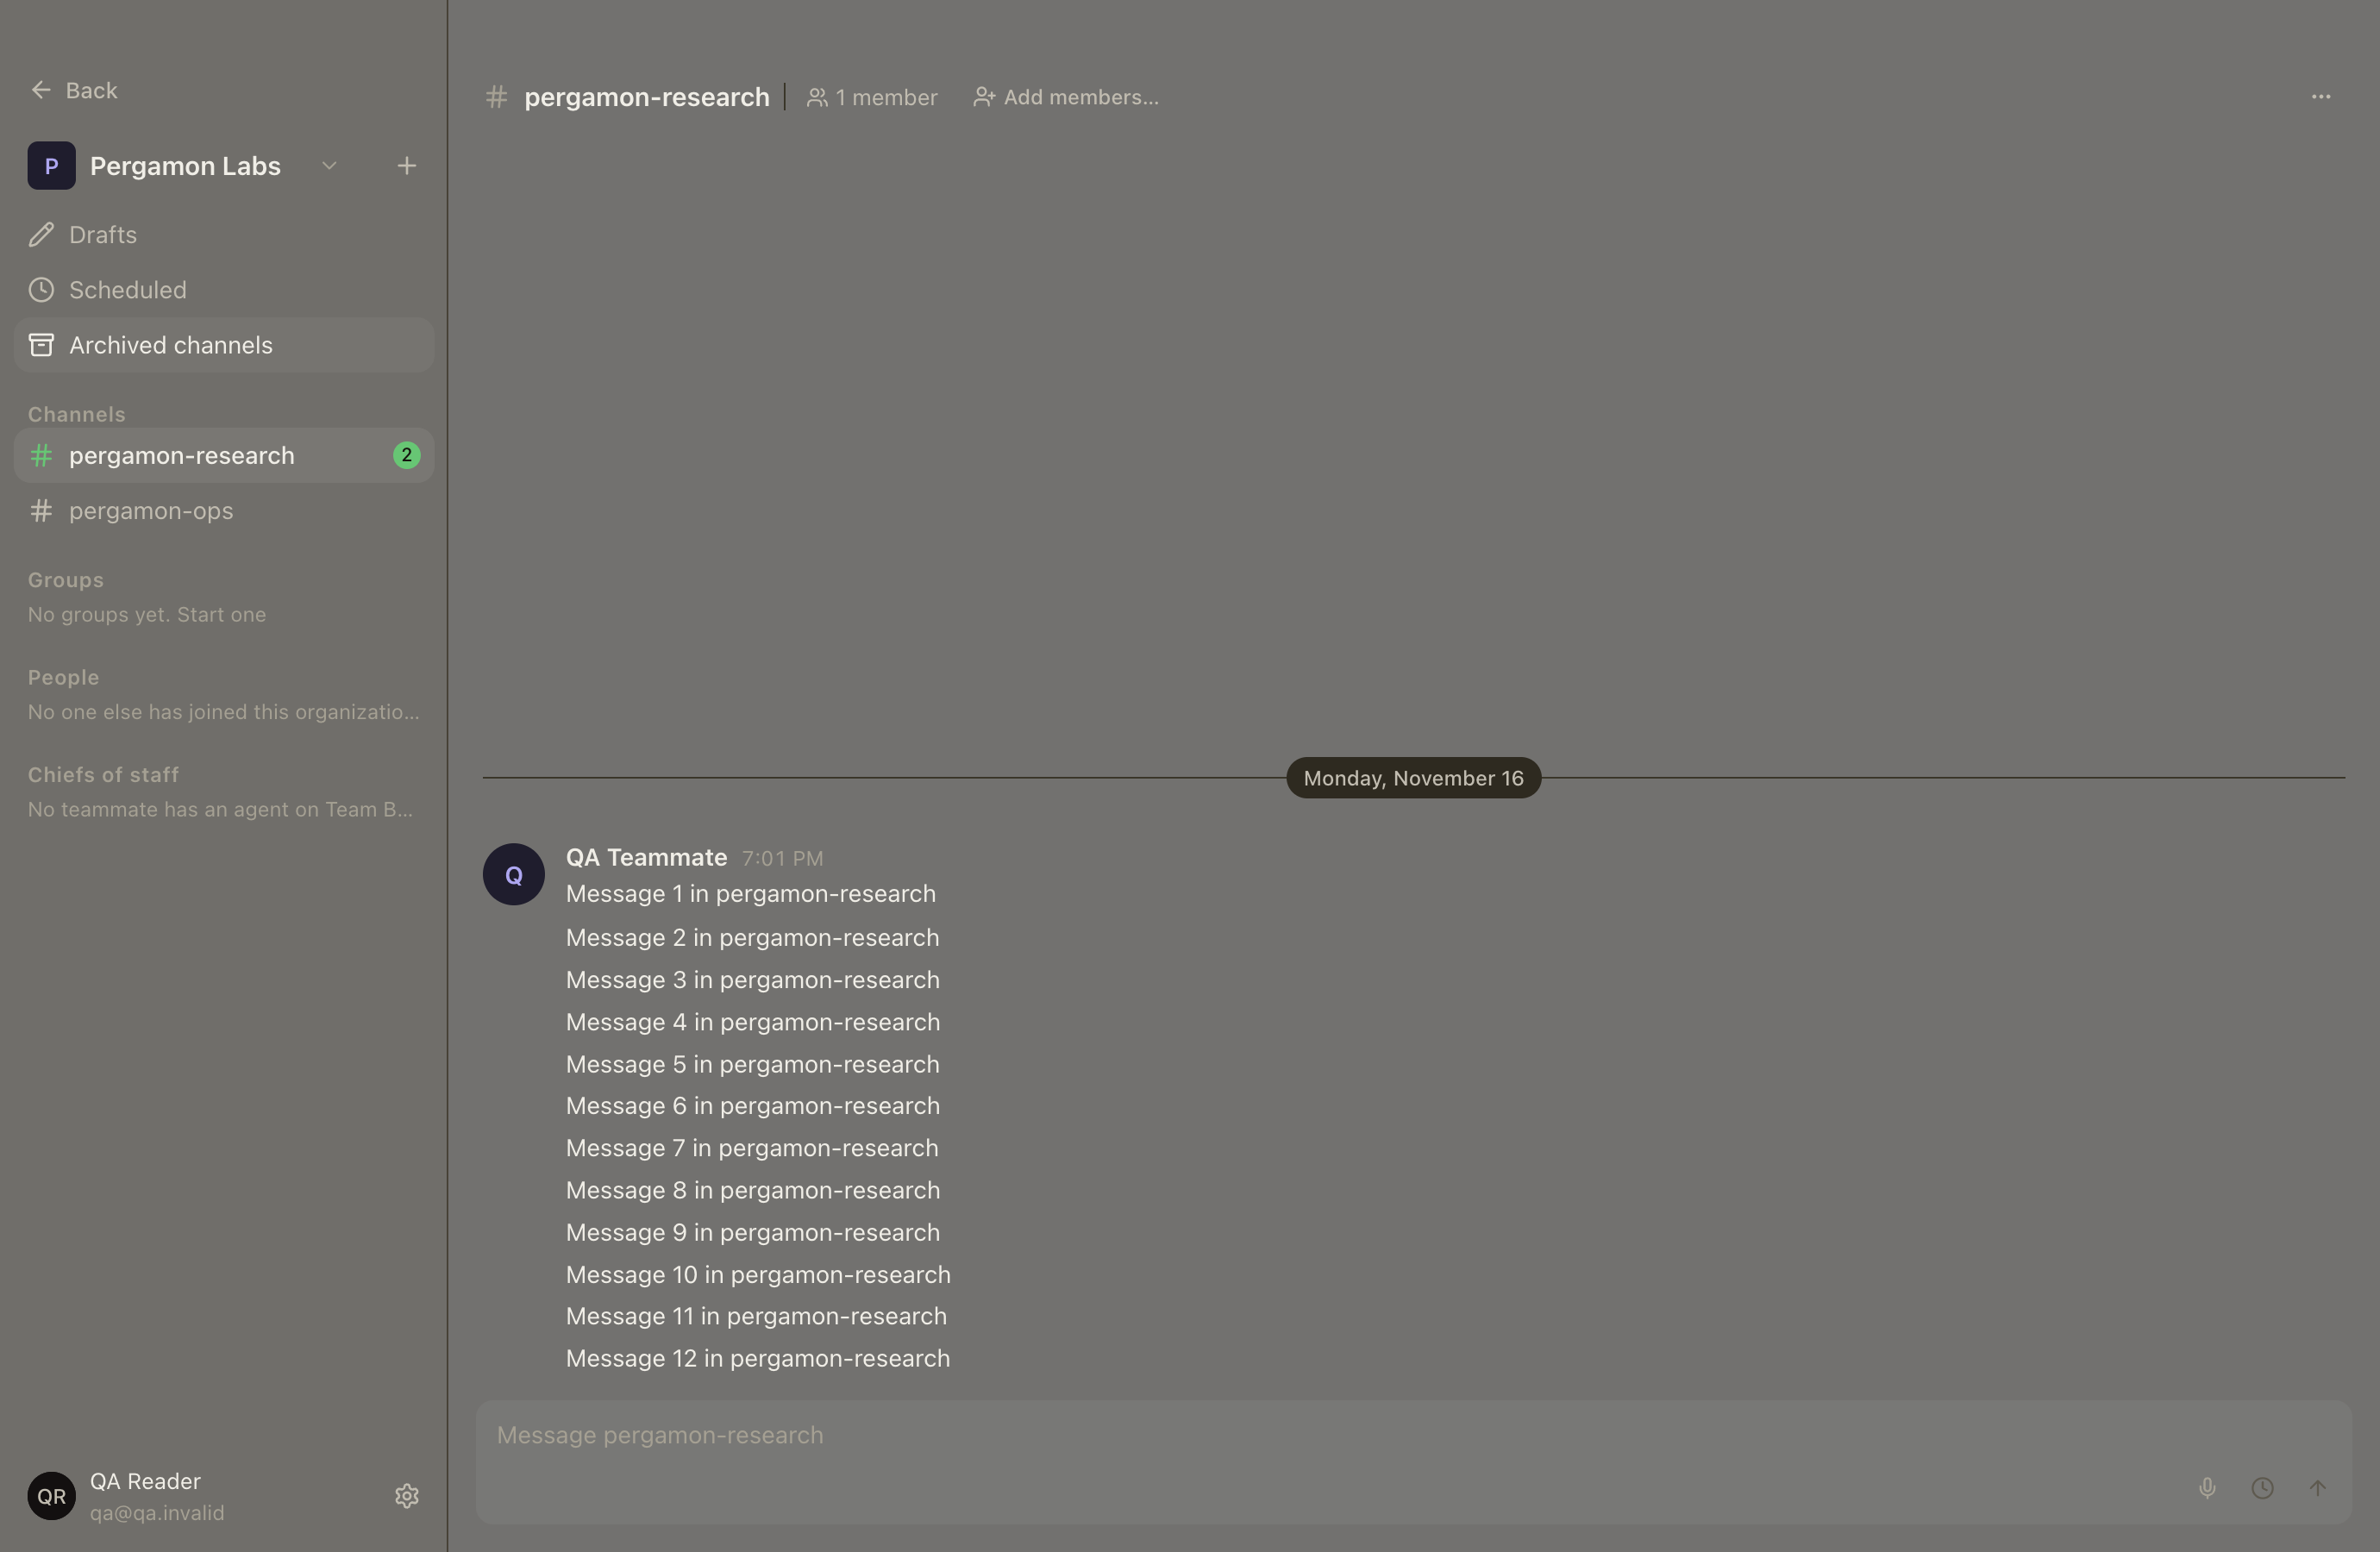 Back
P Pergamon Labs
Drafts
Scheduled
Archived channels
Channels
pergamon-research 2
pergamon-ops
Groups
No groups yet. Start one
People
No one else has joined this organizatio...
Chiefs of staff
No teammate has an agent on Team B...
QR QA Reader
qa@qa.invalid
# pergamon-research 1 member Add members...
Monday, November 16
Q QA Teammate 7:01 PM
Message 1 in pergamon-research
Message 2 in pergamon-research
Message 3 in pergamon-research
Message 4 in pergamon-research
Message 5 in pergamon-research
Message 6 in pergamon-research
Message 7 in pergamon-research
Message 8 in pergamon-research
Message 9 in pergamon-research
Message 10 in pergamon-research
Message 11 in pergamon-research
Message 12 in pergamon-research
Message pergamon-research